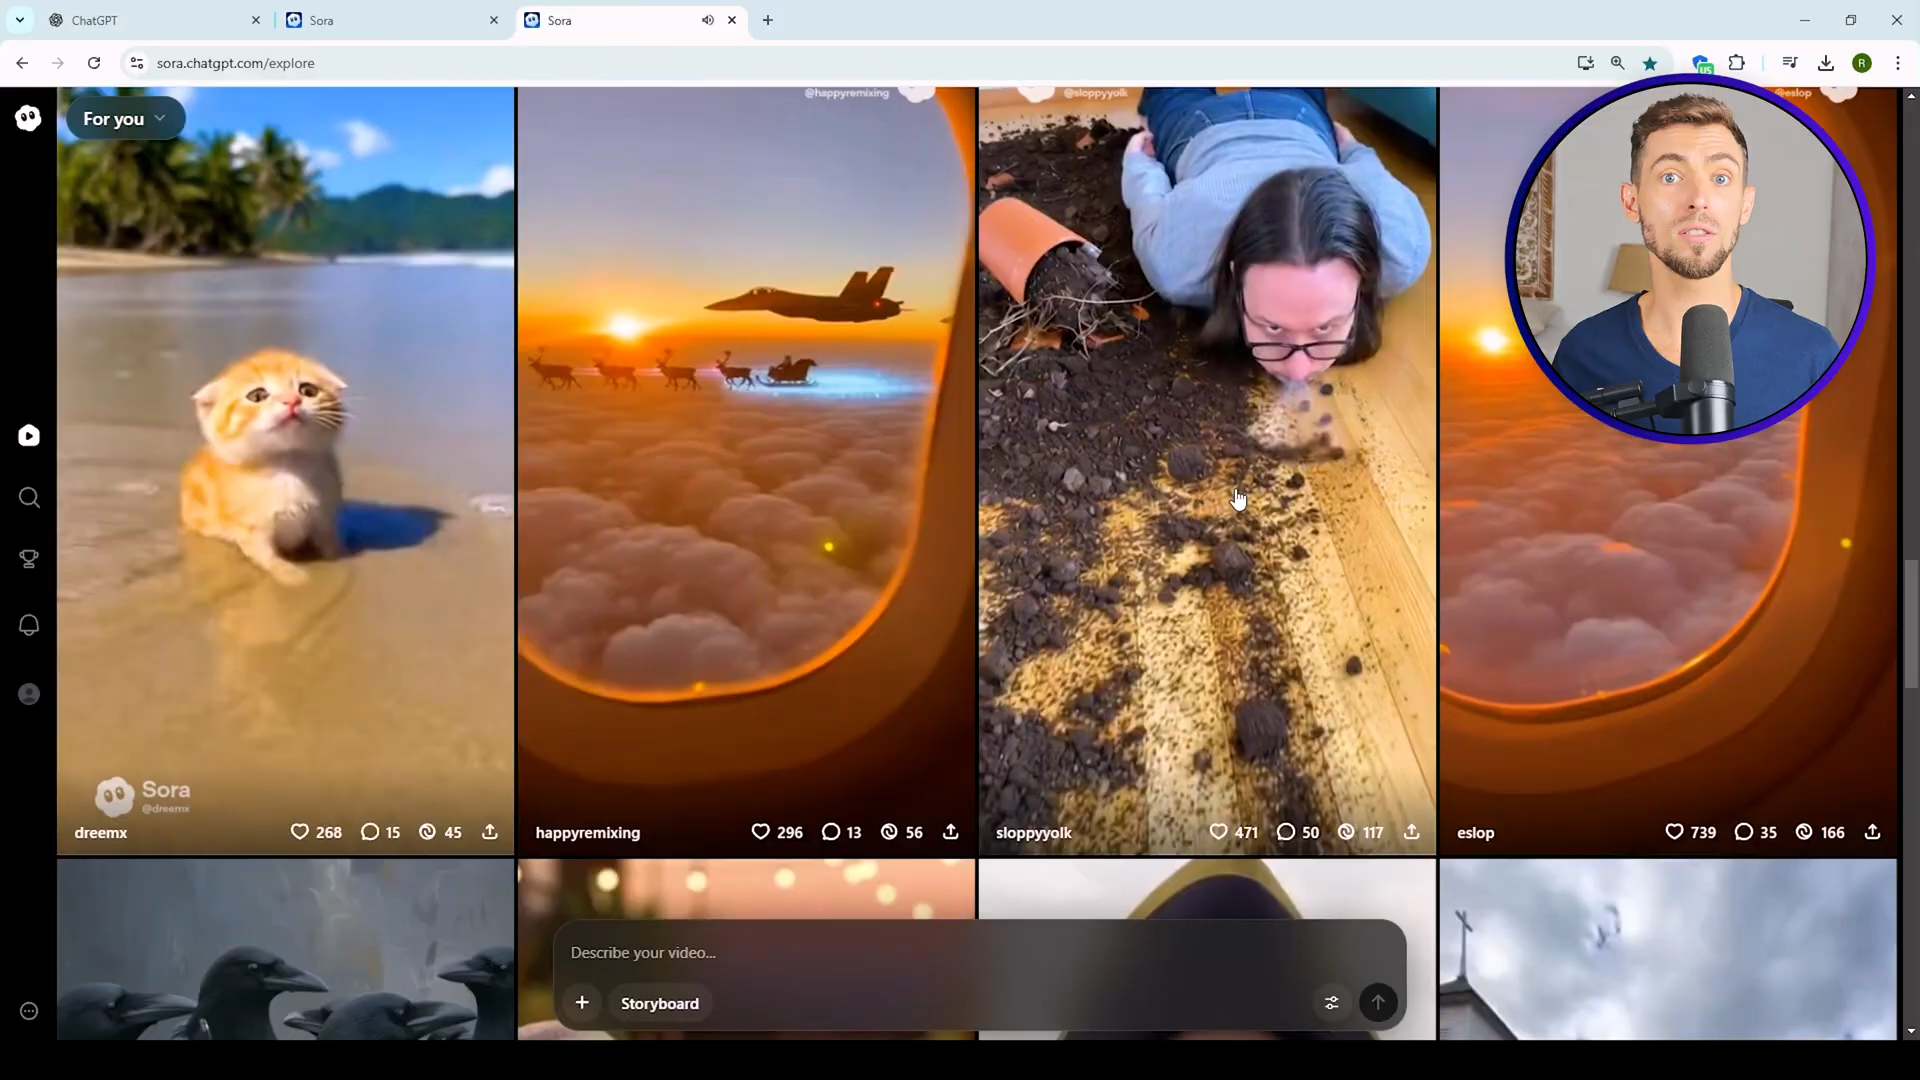 ChatGPT
Sora
Sora
sora.chatgpt.com/explore
US
R
For you
@happyremixing
@sloppyyolk
@eslop
Sora
@dreemx
dreemx
268
15
45
happyremixing
296
13
56
sloppyyolk
471
50
117
eslop
739
35
166
Describe your video...
Storyboard